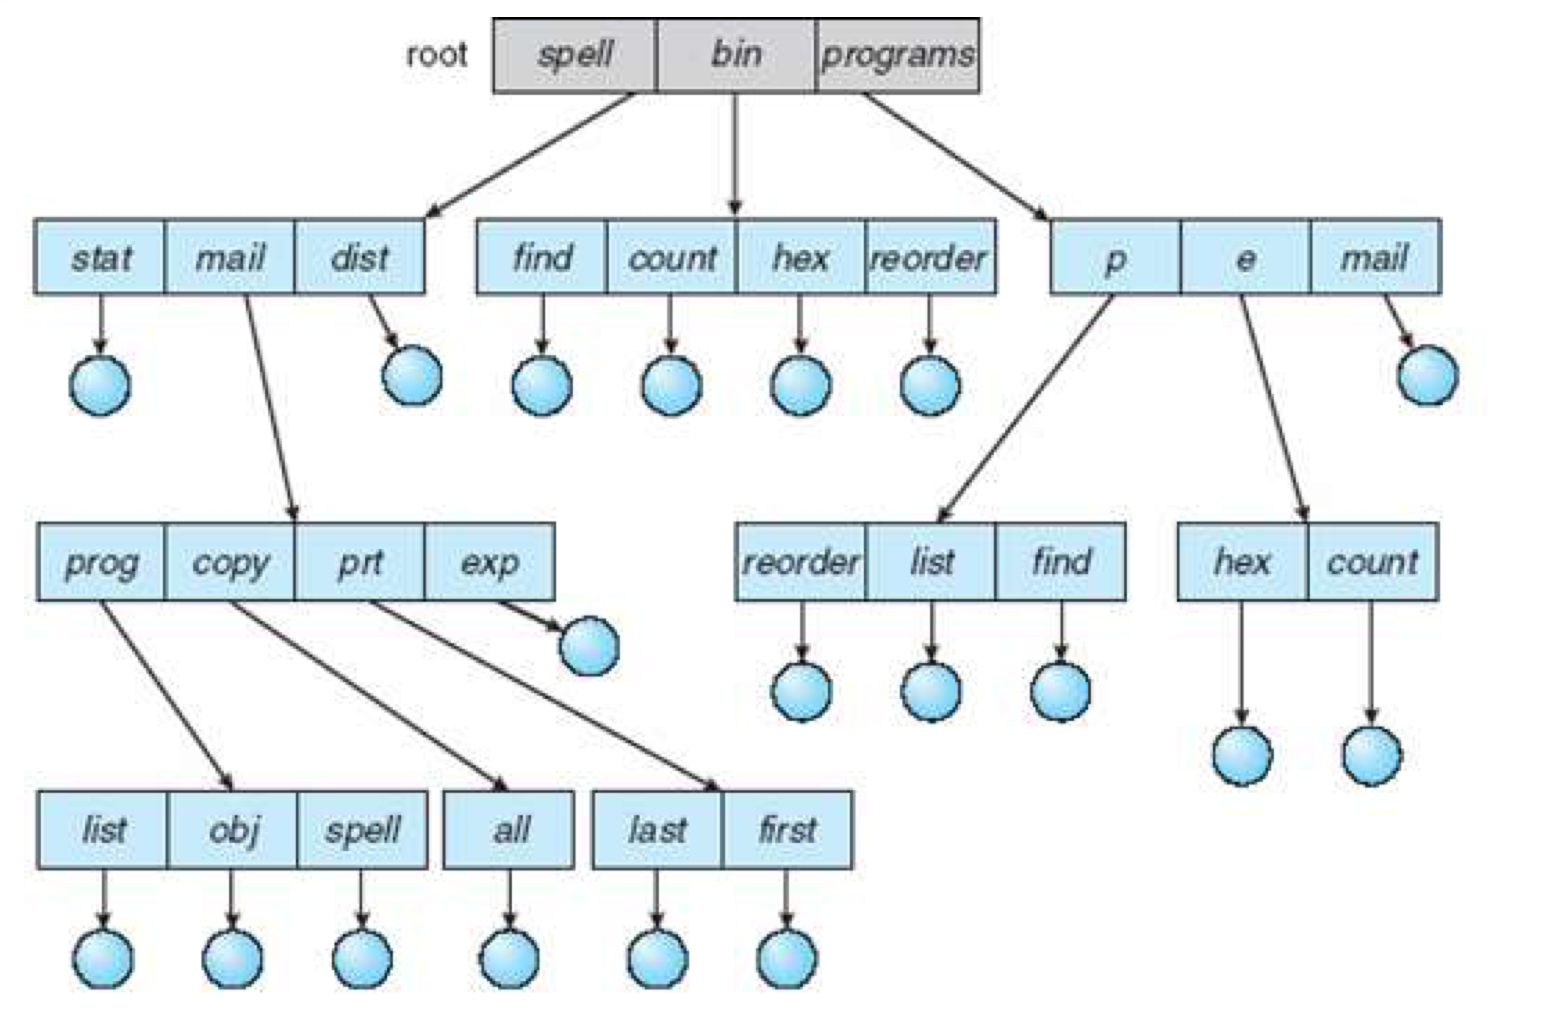 root spell bin programs
stat mail dist find count hex reorder p e mail
prog copy prt exp reorder list find hex count
list obj spell all last first